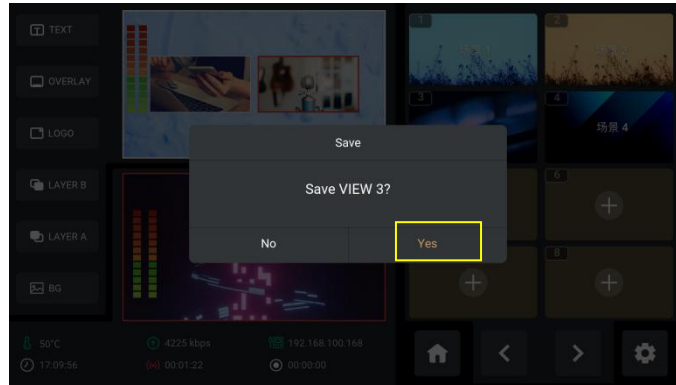 TEXT
OVERLAY
LOGO
LAYER B
LAYER A
BG
Save
Save VIEW 3?
No
Yes
1
2
3
4
场景 4
6
8
50°C
4225 kbps
192.168.100.168
17:09:56
00:01:22
00:00:00